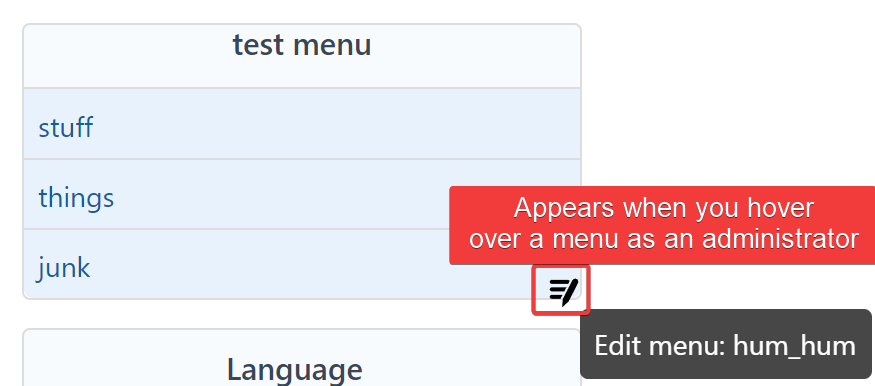 test menu
stuff
things
Appears when you hover
over a menu as an administrator
junk
Edit menu: hum_hum
Language